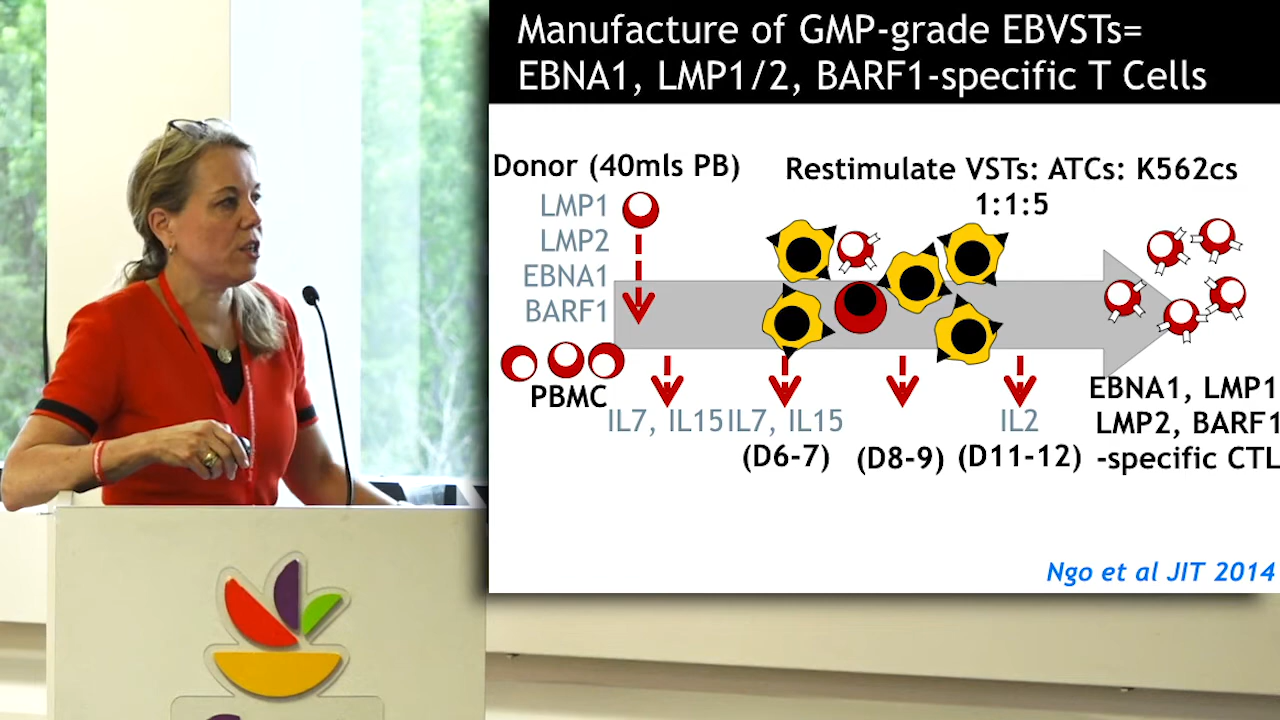 Manufacture of GMP-grade EBVSTs=
EBNA1, LMP1/2, BARF1-specific T Cells
Donor (40mls PB)
LMP1
LMP2
EBNA1
BARF1
PBMC
Restimulate VSTs: ATCs: K562cs
1:1:5
IL7, IL15
IL7, IL15
IL2
(D6-7)
(D8-9)
(D11-12)
EBNA1, LMP1
LMP2, BARF1
-specific CTL
Ngo et al JIT 2014